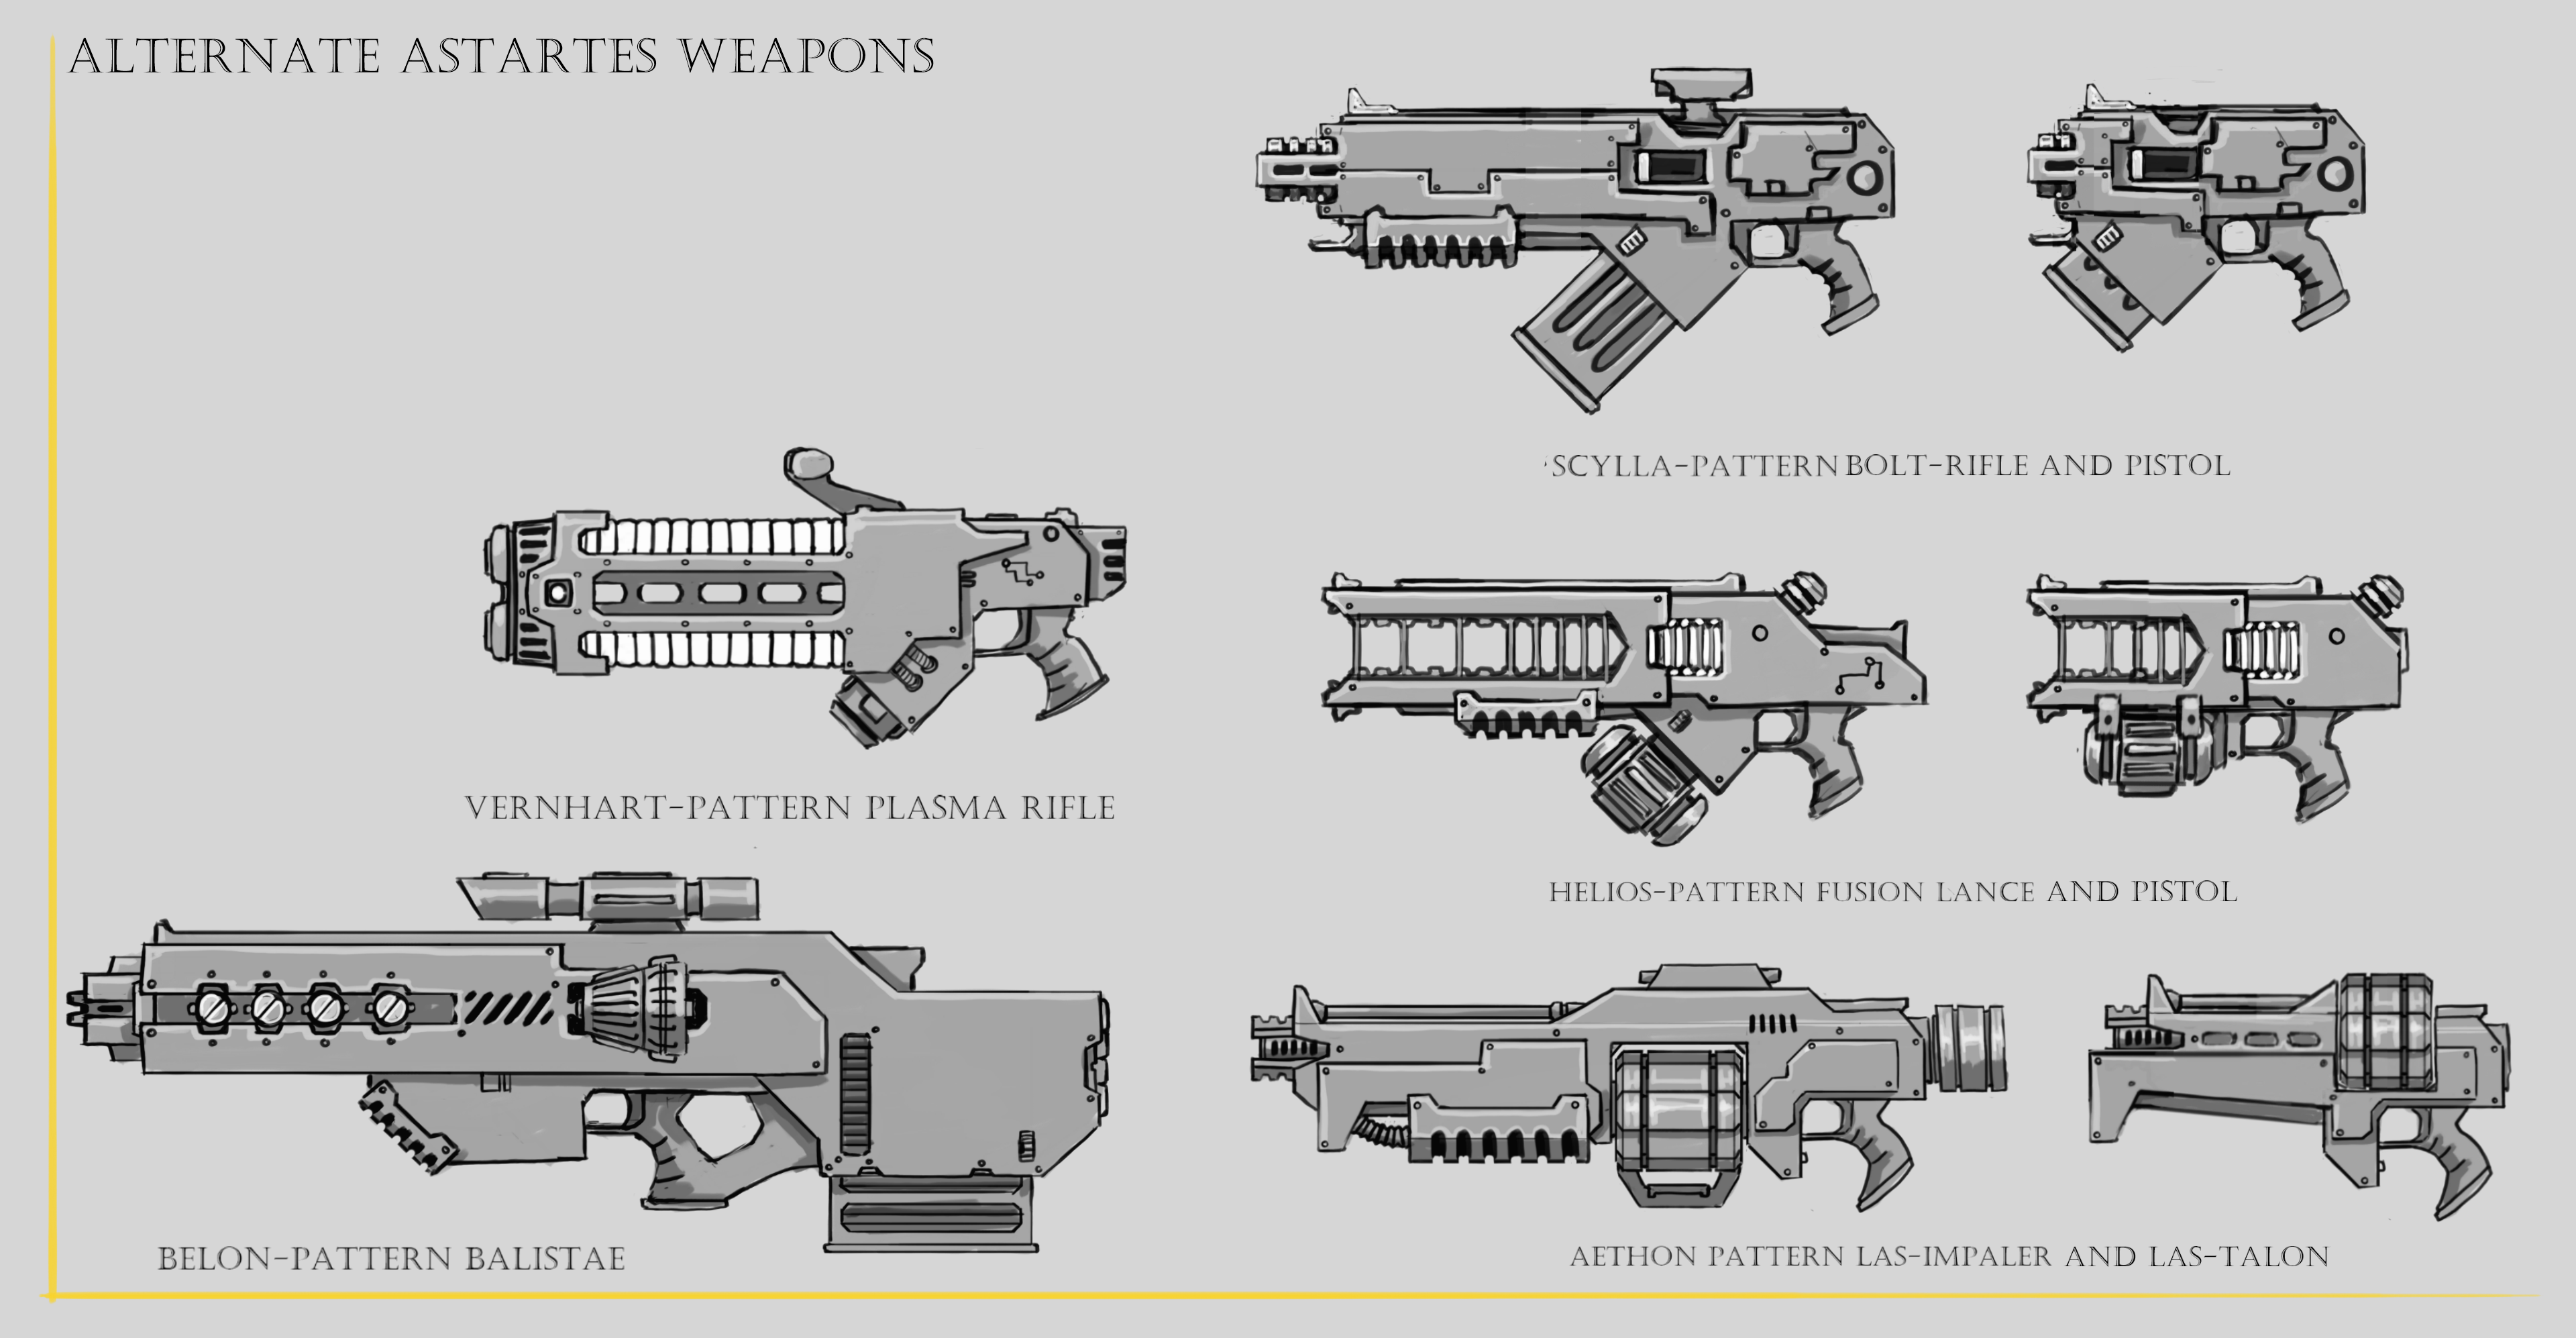 ALTERNATE ASTARTES WEAPONS
SCYLLA-PATTERN BOLT-RIFLE AND PISTOL
VERNHART-PATTERN PLASMA RIFLE
HELIOS-PATTERN FUSION LANCE AND PISTOL
BELON-PATTERN BALISTAE
AETHON PATTERN LAS-IMPALER AND LAS-TALON